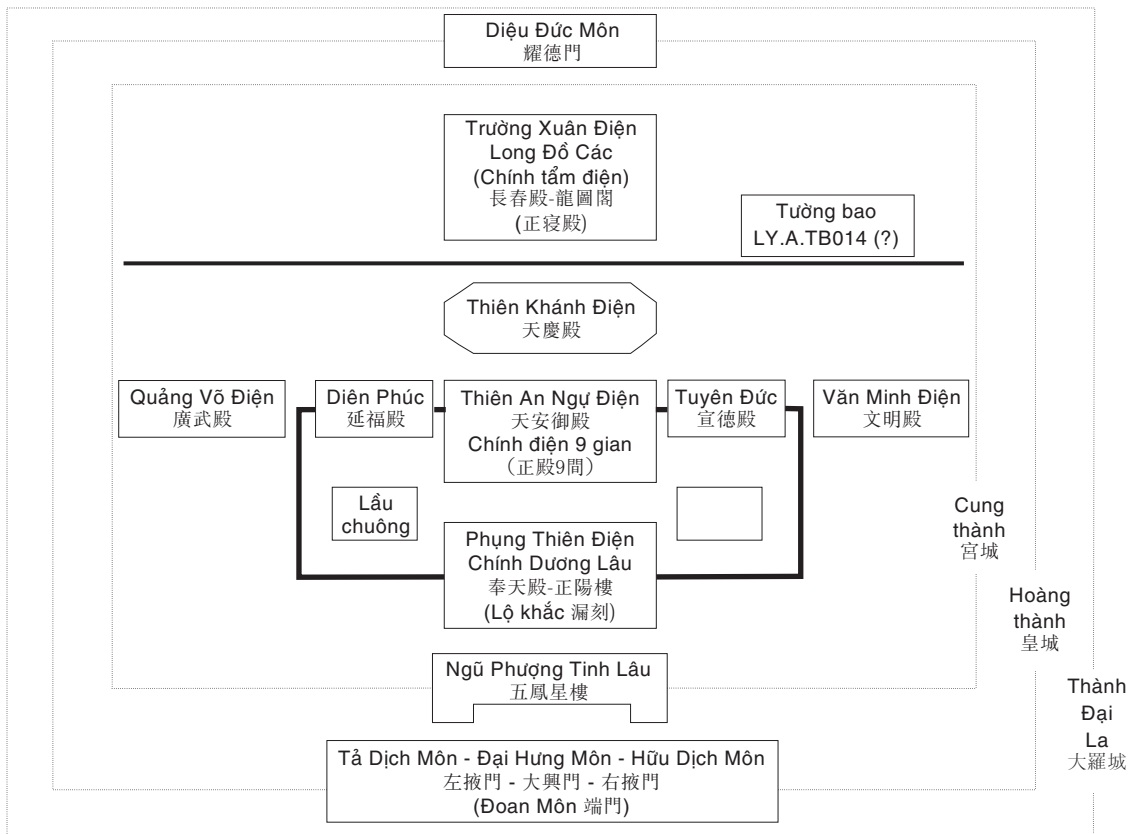 Diệu Đức Môn
耀德門
Trường Xuân Điện
Long Đồ Các
(Chính tẩm điện)
長春殿-龍圖閣
(正寝殿)
Tường bao
LY.A.TB014 (?)
Thiên Khánh Điện
天慶殿
Quảng Võ Điện
廣武殿
Diên Phúc
延福殿
Thiên An Ngự Điện
天安御殿
Chính điện 9 gian
(正殿9間)
Tuyên Đức
宣德殿
Văn Minh Điện
文明殿
Lầu
chuông
Phụng Thiên Điện
Chính Dương Lâu
奉天殿-正陽樓
(Lộ khắc 漏刻)
Cung
thành
宮城
Hoàng
thành
皇城
Ngũ Phượng Tinh Lâu
五鳳星樓
Thành
Đại
La
大羅城
Tả Dịch Môn - Đại Hưng Môn - Hữu Dịch Môn
左掖門 - 大興門 - 右掖門
(Đoan Môn 端門)